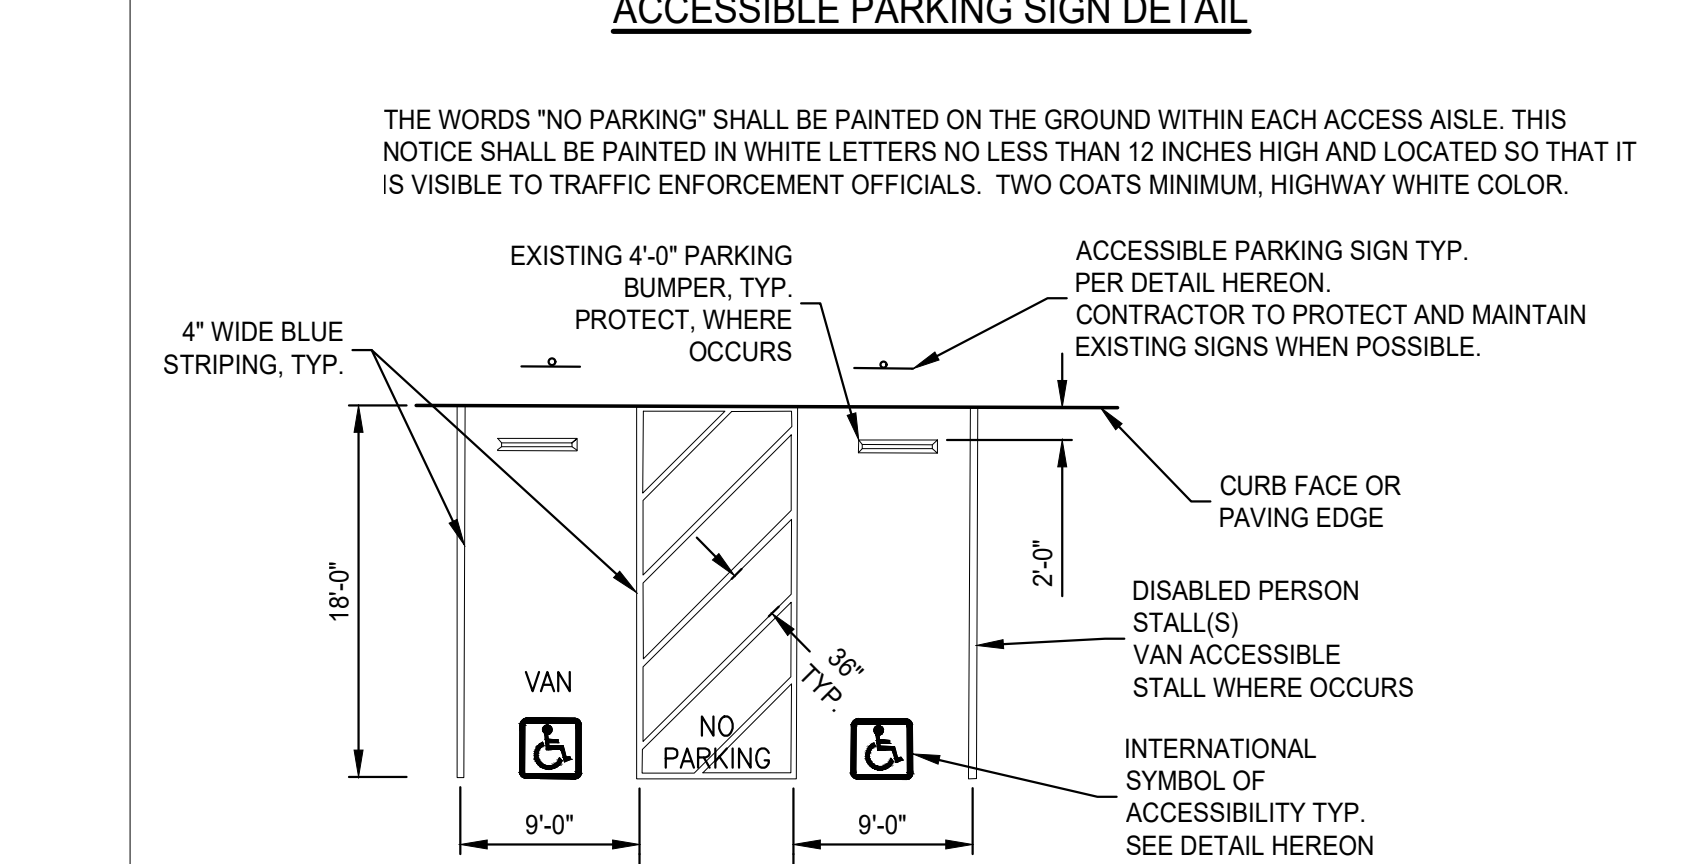 ACCESSIBLE PARKING SIGN DETAIL
THE WORDS "NO PARKING" SHALL BE PAINTED ON THE GROUND WITHIN EACH ACCESS AISLE. THIS
NOTICE SHALL BE PAINTED IN WHITE LETTERS NO LESS THAN 12 INCHES HIGH AND LOCATED SO THAT IT
IS VISIBLE TO TRAFFIC ENFORCEMENT OFFICIALS. TWO COATS MINIMUM, HIGHWAY WHITE COLOR.
EXISTING 4'-0" PARKING
BUMPER, TYP.
PROTECT, WHERE
OCCURS
ACCESSIBLE PARKING SIGN TYP.
PER DETAIL HEREON.
CONTRACTOR TO PROTECT AND MAINTAIN
EXISTING SIGNS WHEN POSSIBLE.
4" WIDE BLUE
STRIPING, TYP.
CURB FACE OR
PAVING EDGE
18'-0"
2'-0"
DISABLED PERSON
STALL(S)
VAN ACCESSIBLE
STALL WHERE OCCURS
36"
TYP.
VAN
NO
PARKING
INTERNATIONAL
SYMBOL OF
ACCESSIBILITY TYP.
SEE DETAIL HEREON
9'-0"
9'-0"